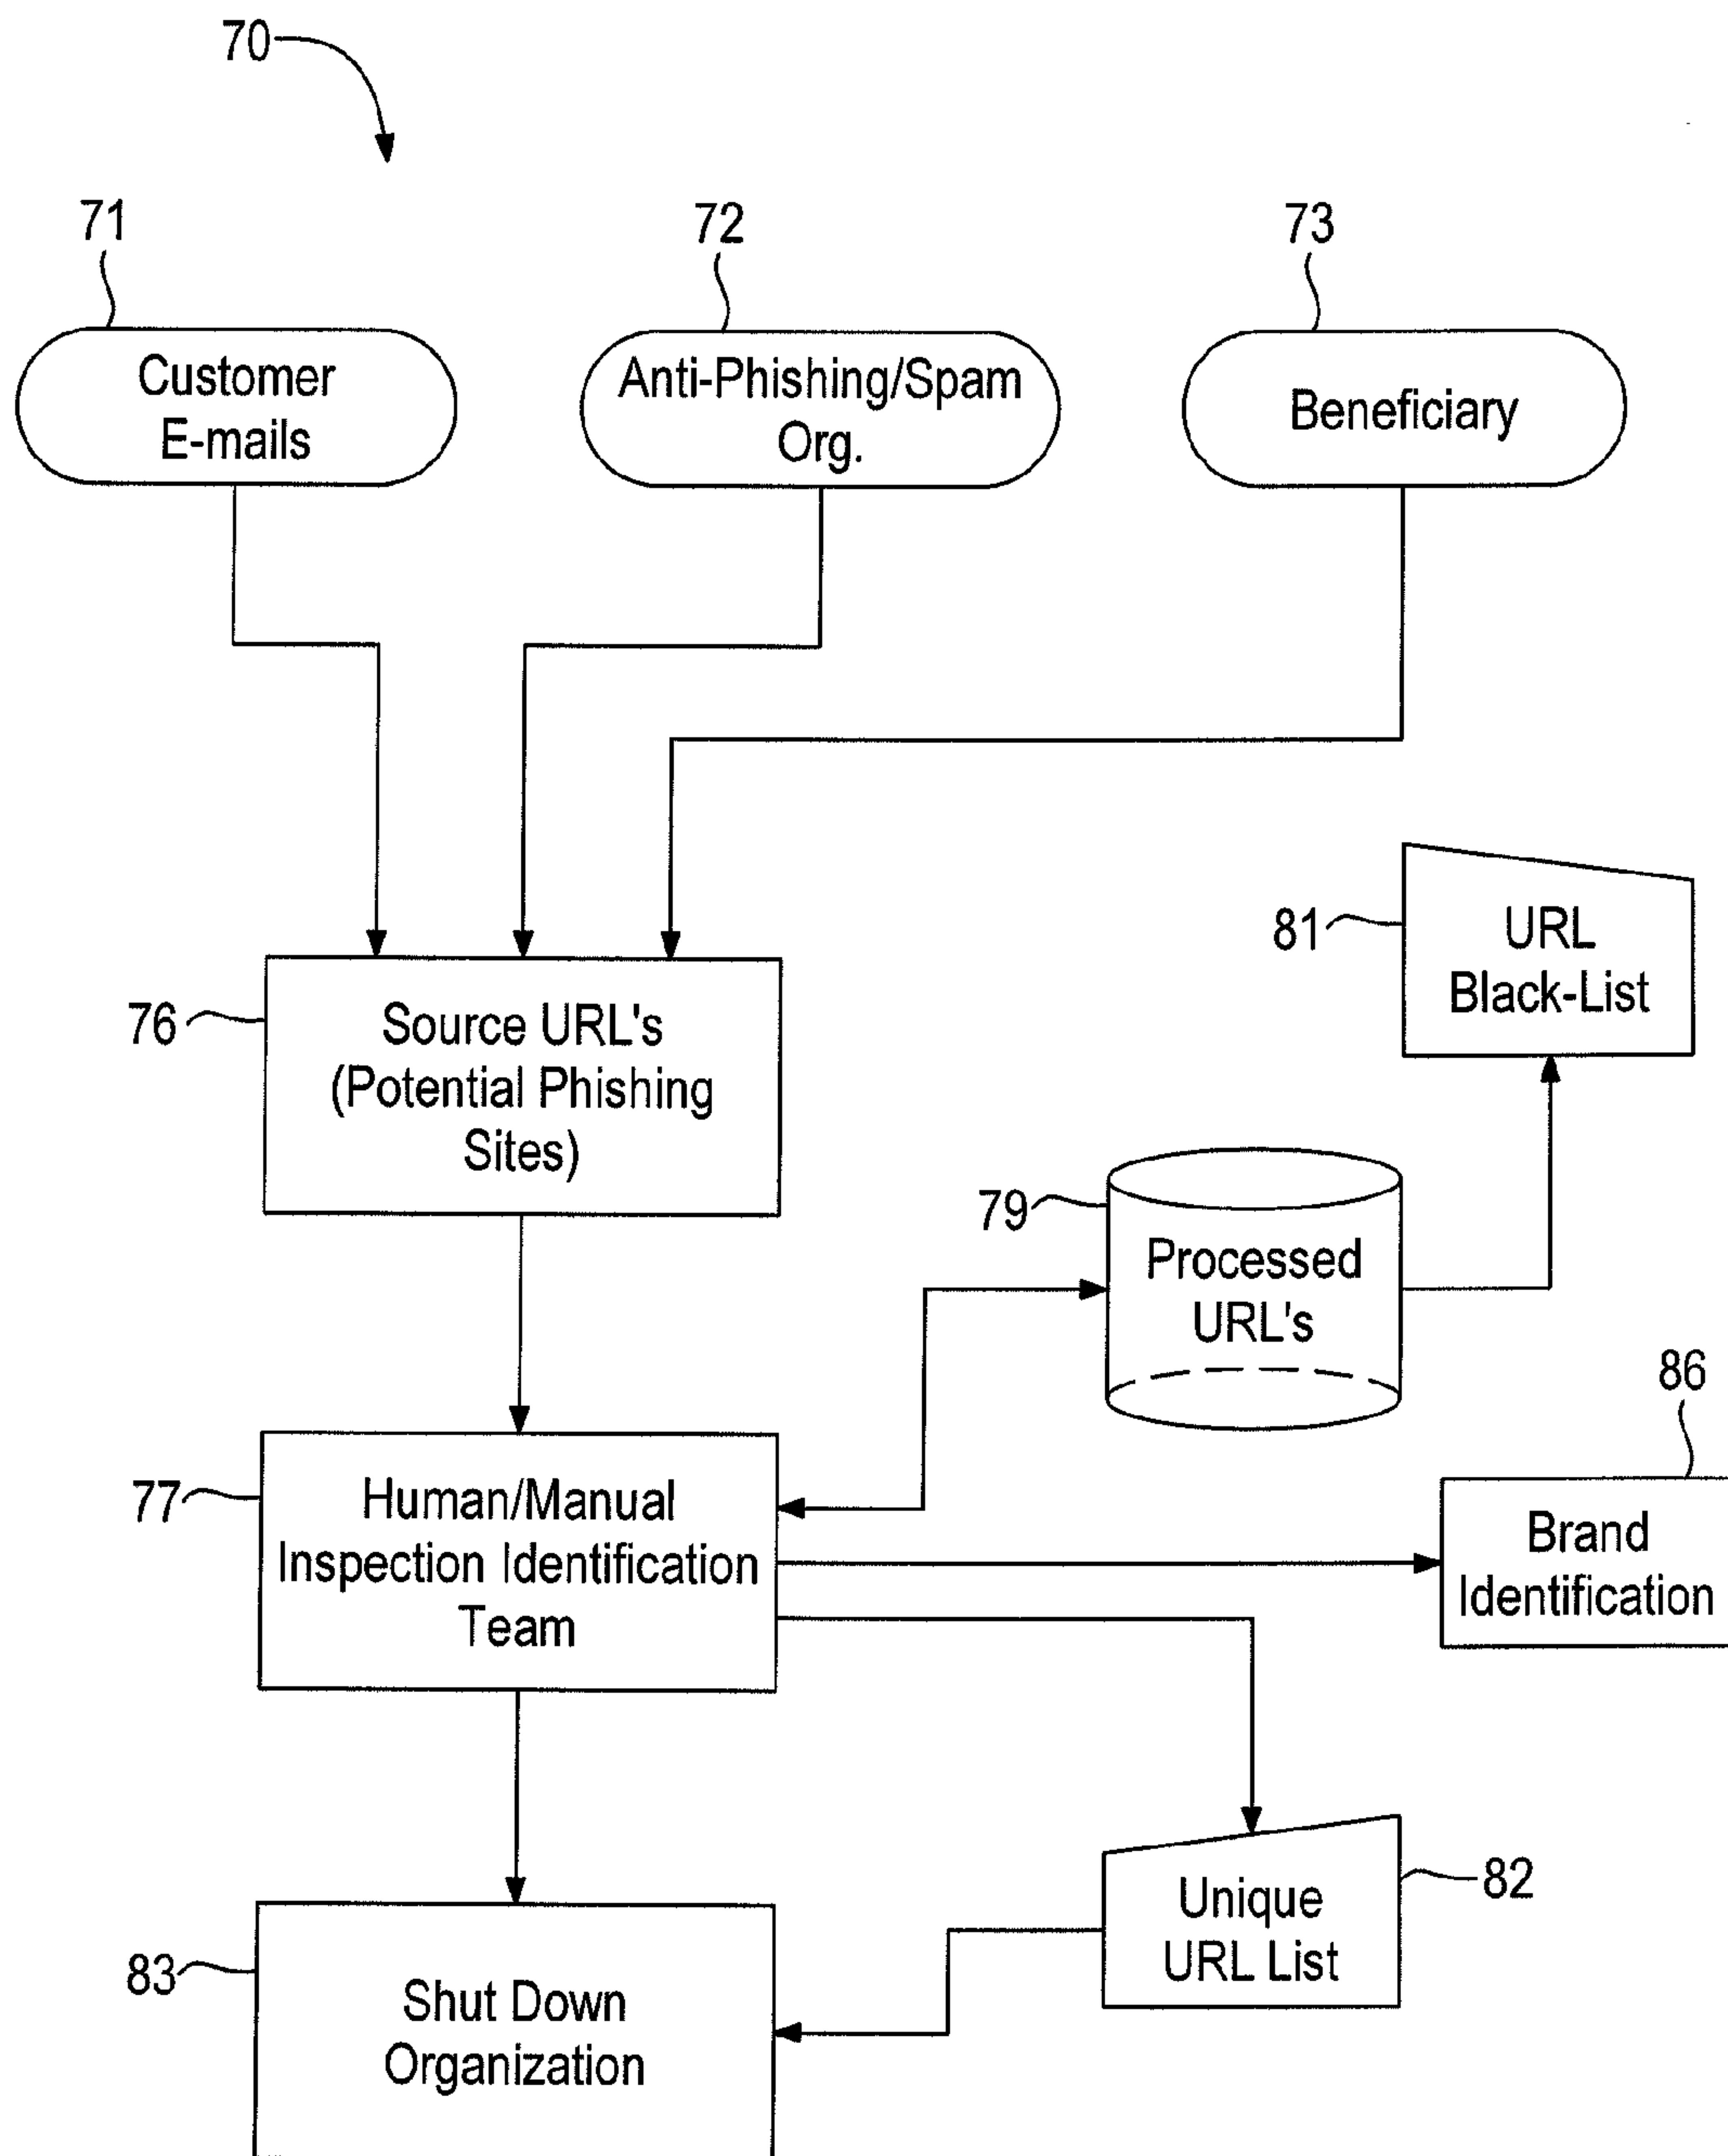 70
71
72
73
Customer
E-mails
Anti-Phishing/Spam
Org.
Beneficiary
76
Source URL's
(Potential Phishing
Sites)
81
URL
Black-List
79
Processed
URL's
86
Brand
Identification
77
Human/Manual
Inspection Identification
Team
82
Unique
URL List
83
Shut Down
Organization